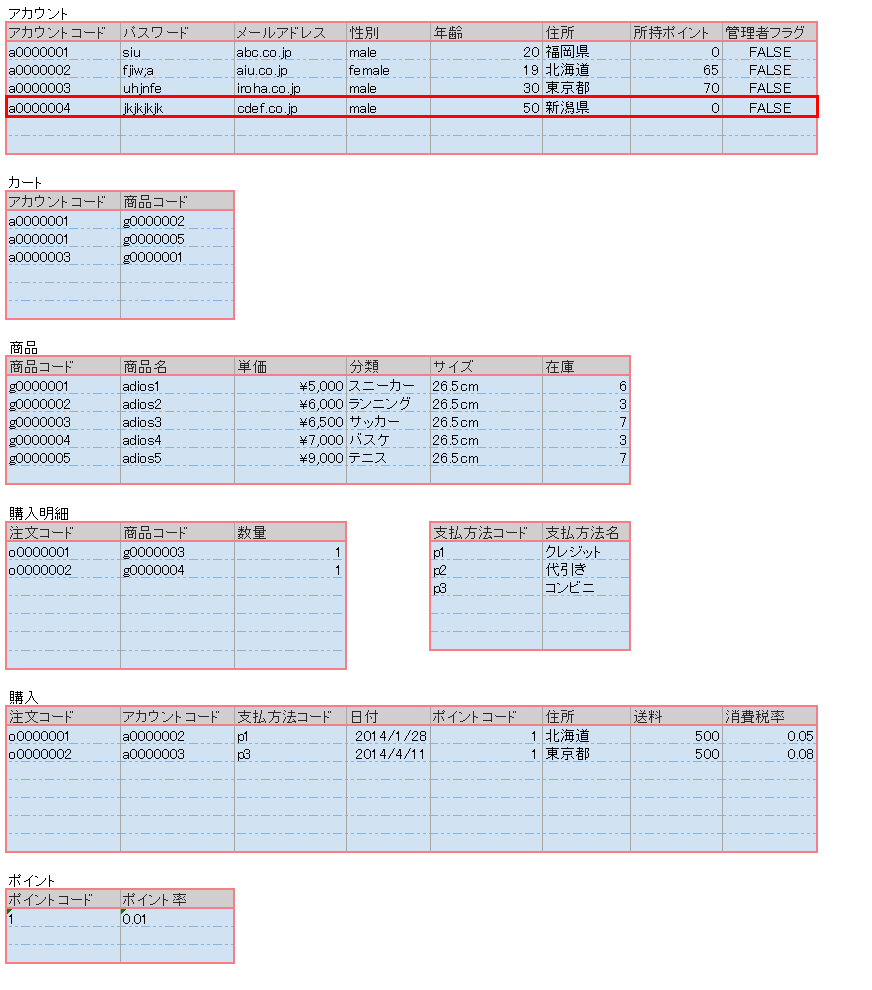 アカウント
アカウントコード パスワード メールアドレス 性別 年齢 住所 所持ポイント 管理者フラグ
a0000001 siu abc.co.jp male 20 福岡県 0 FALSE
a0000002 fjiw;a aiu.co.jp female 19 北海道 65 FALSE
a0000003 uhjnfe iroha.co.jp male 30 東京都 70 FALSE
a0000004 jkjkjkjk cdef.co.jp male 50 新潟県 0 FALSE
カート
アカウントコード 商品コード
a0000001 g0000002
a0000001 g0000005
a0000003 g0000001
商品
商品コード 商品名 単価 分類 サイズ 在庫
g0000001 adios1 ¥5,000 スニーカー 26.5cm 6
g0000002 adios2 ¥6,000 ランニング 26.5cm 3
g0000003 adios3 ¥6,500 サッカー 26.5cm 7
g0000004 adios4 ¥7,000 バスケ 26.5cm 3
g0000005 adios5 ¥9,000 テニス 26.5cm 7
購入明細
注文コード 商品コード 数量
o0000001 g0000003 1
o0000002 g0000004 1
支払方法コード 支払方法名
p1 クレジット
p2 代引き
p3 コンビニ
購入
注文コード アカウントコード 支払方法コード 日付 ポイントコード 住所 送料 消費税率
o0000001 a0000002 p1 2014/1/28 1 北海道 500 0.05
o0000002 a0000003 p3 2014/4/11 1 東京都 500 0.08
ポイント
ポイントコード ポイント率
1 0.01